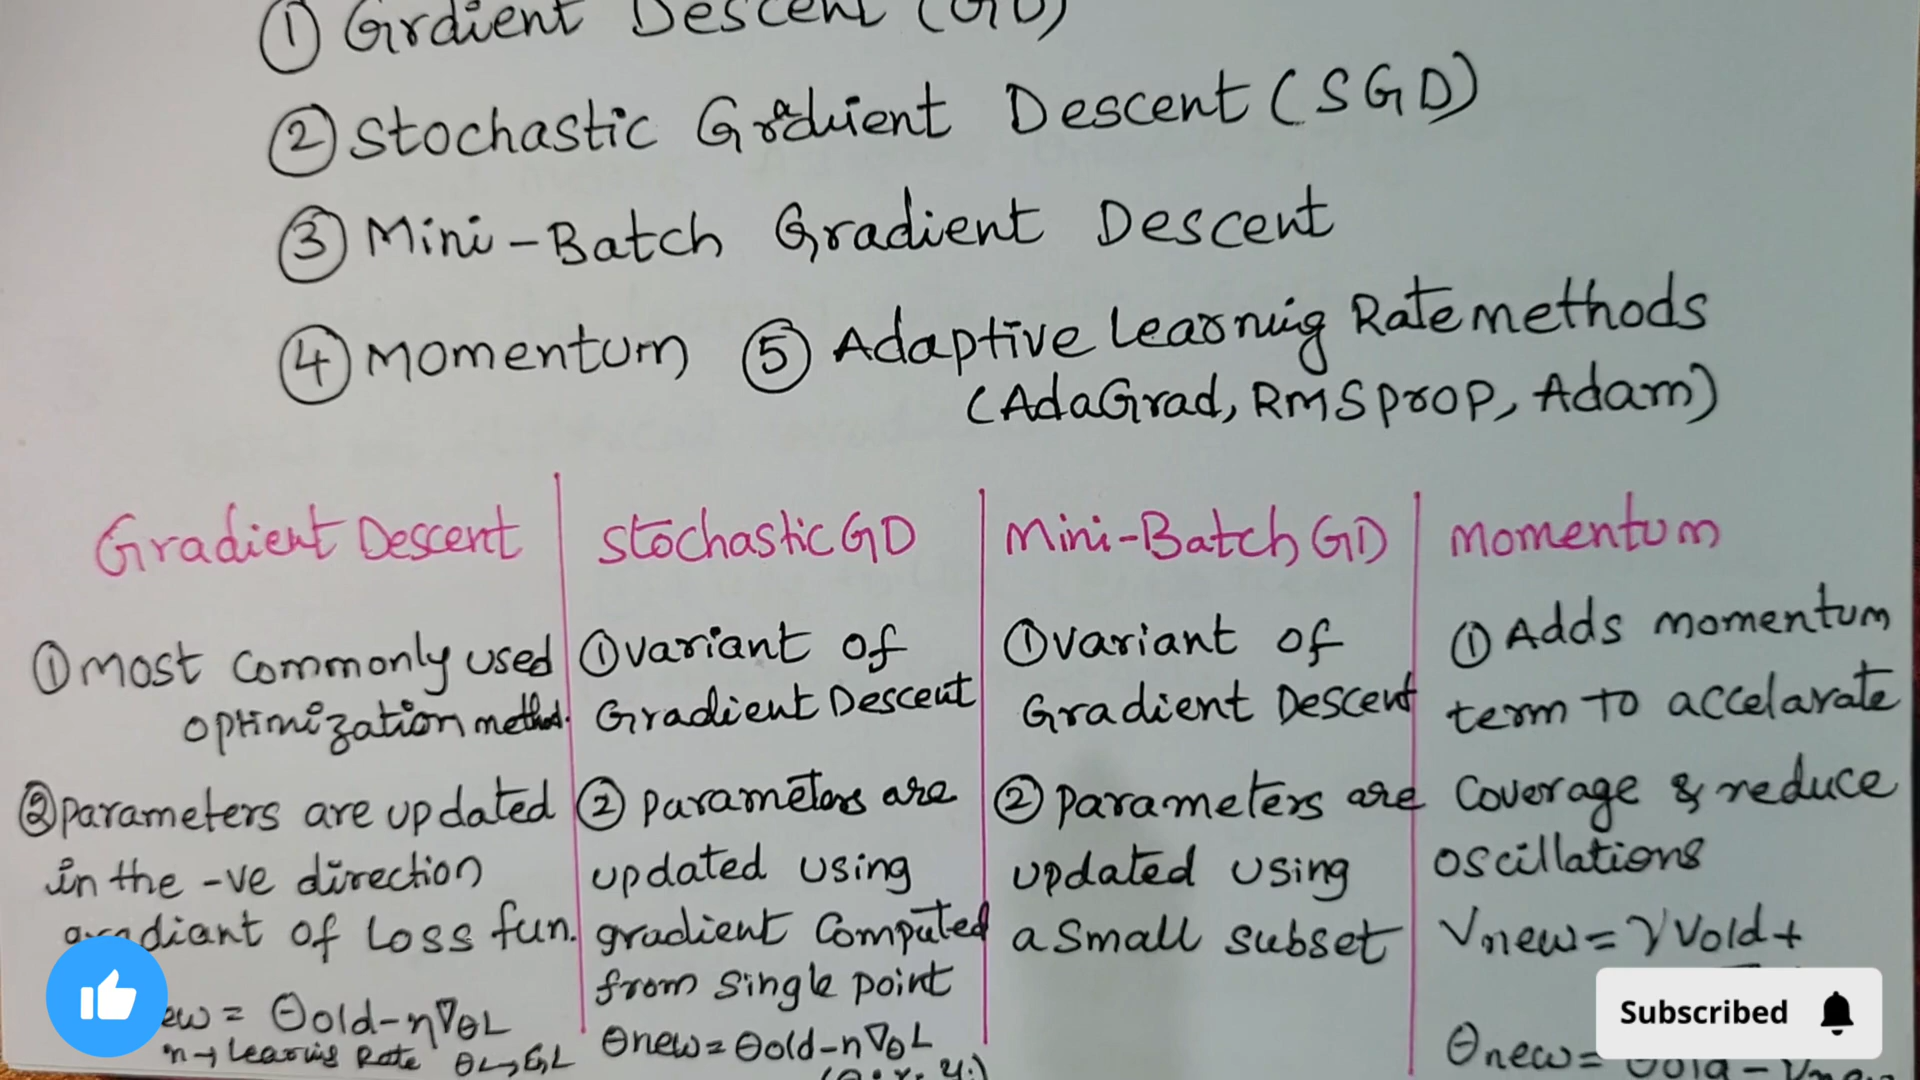 ① Grdient Descent (GD)
② Stochastic Gradient Descent (SGD)
③ Mini-Batch Gradient Descent
④ Momentum ⑤ Adaptive Learning Rate methods
(AdaGrad, RMSprop, Adam)
Gradient Descent
① Most commonly used
optimization method.
② parameters are updated
in the -ve direction
gradiant of Loss fun.
ew = θold-η∇θL
η→ Learning Rate
Stochastic GD
① variant of
Gradient Descent
② parameters are
updated using
gradient computed
from single point
θnew = θold-η∇θL
Mini-Batch GD
① variant of
Gradient Descent
② parameters are
updated using
a small subset
Momentum
① Adds momentum
term to accelarate
Coverage & reduce
oscillations
Vnew = γVold+
θnew = θold-Vnew
Subscribed